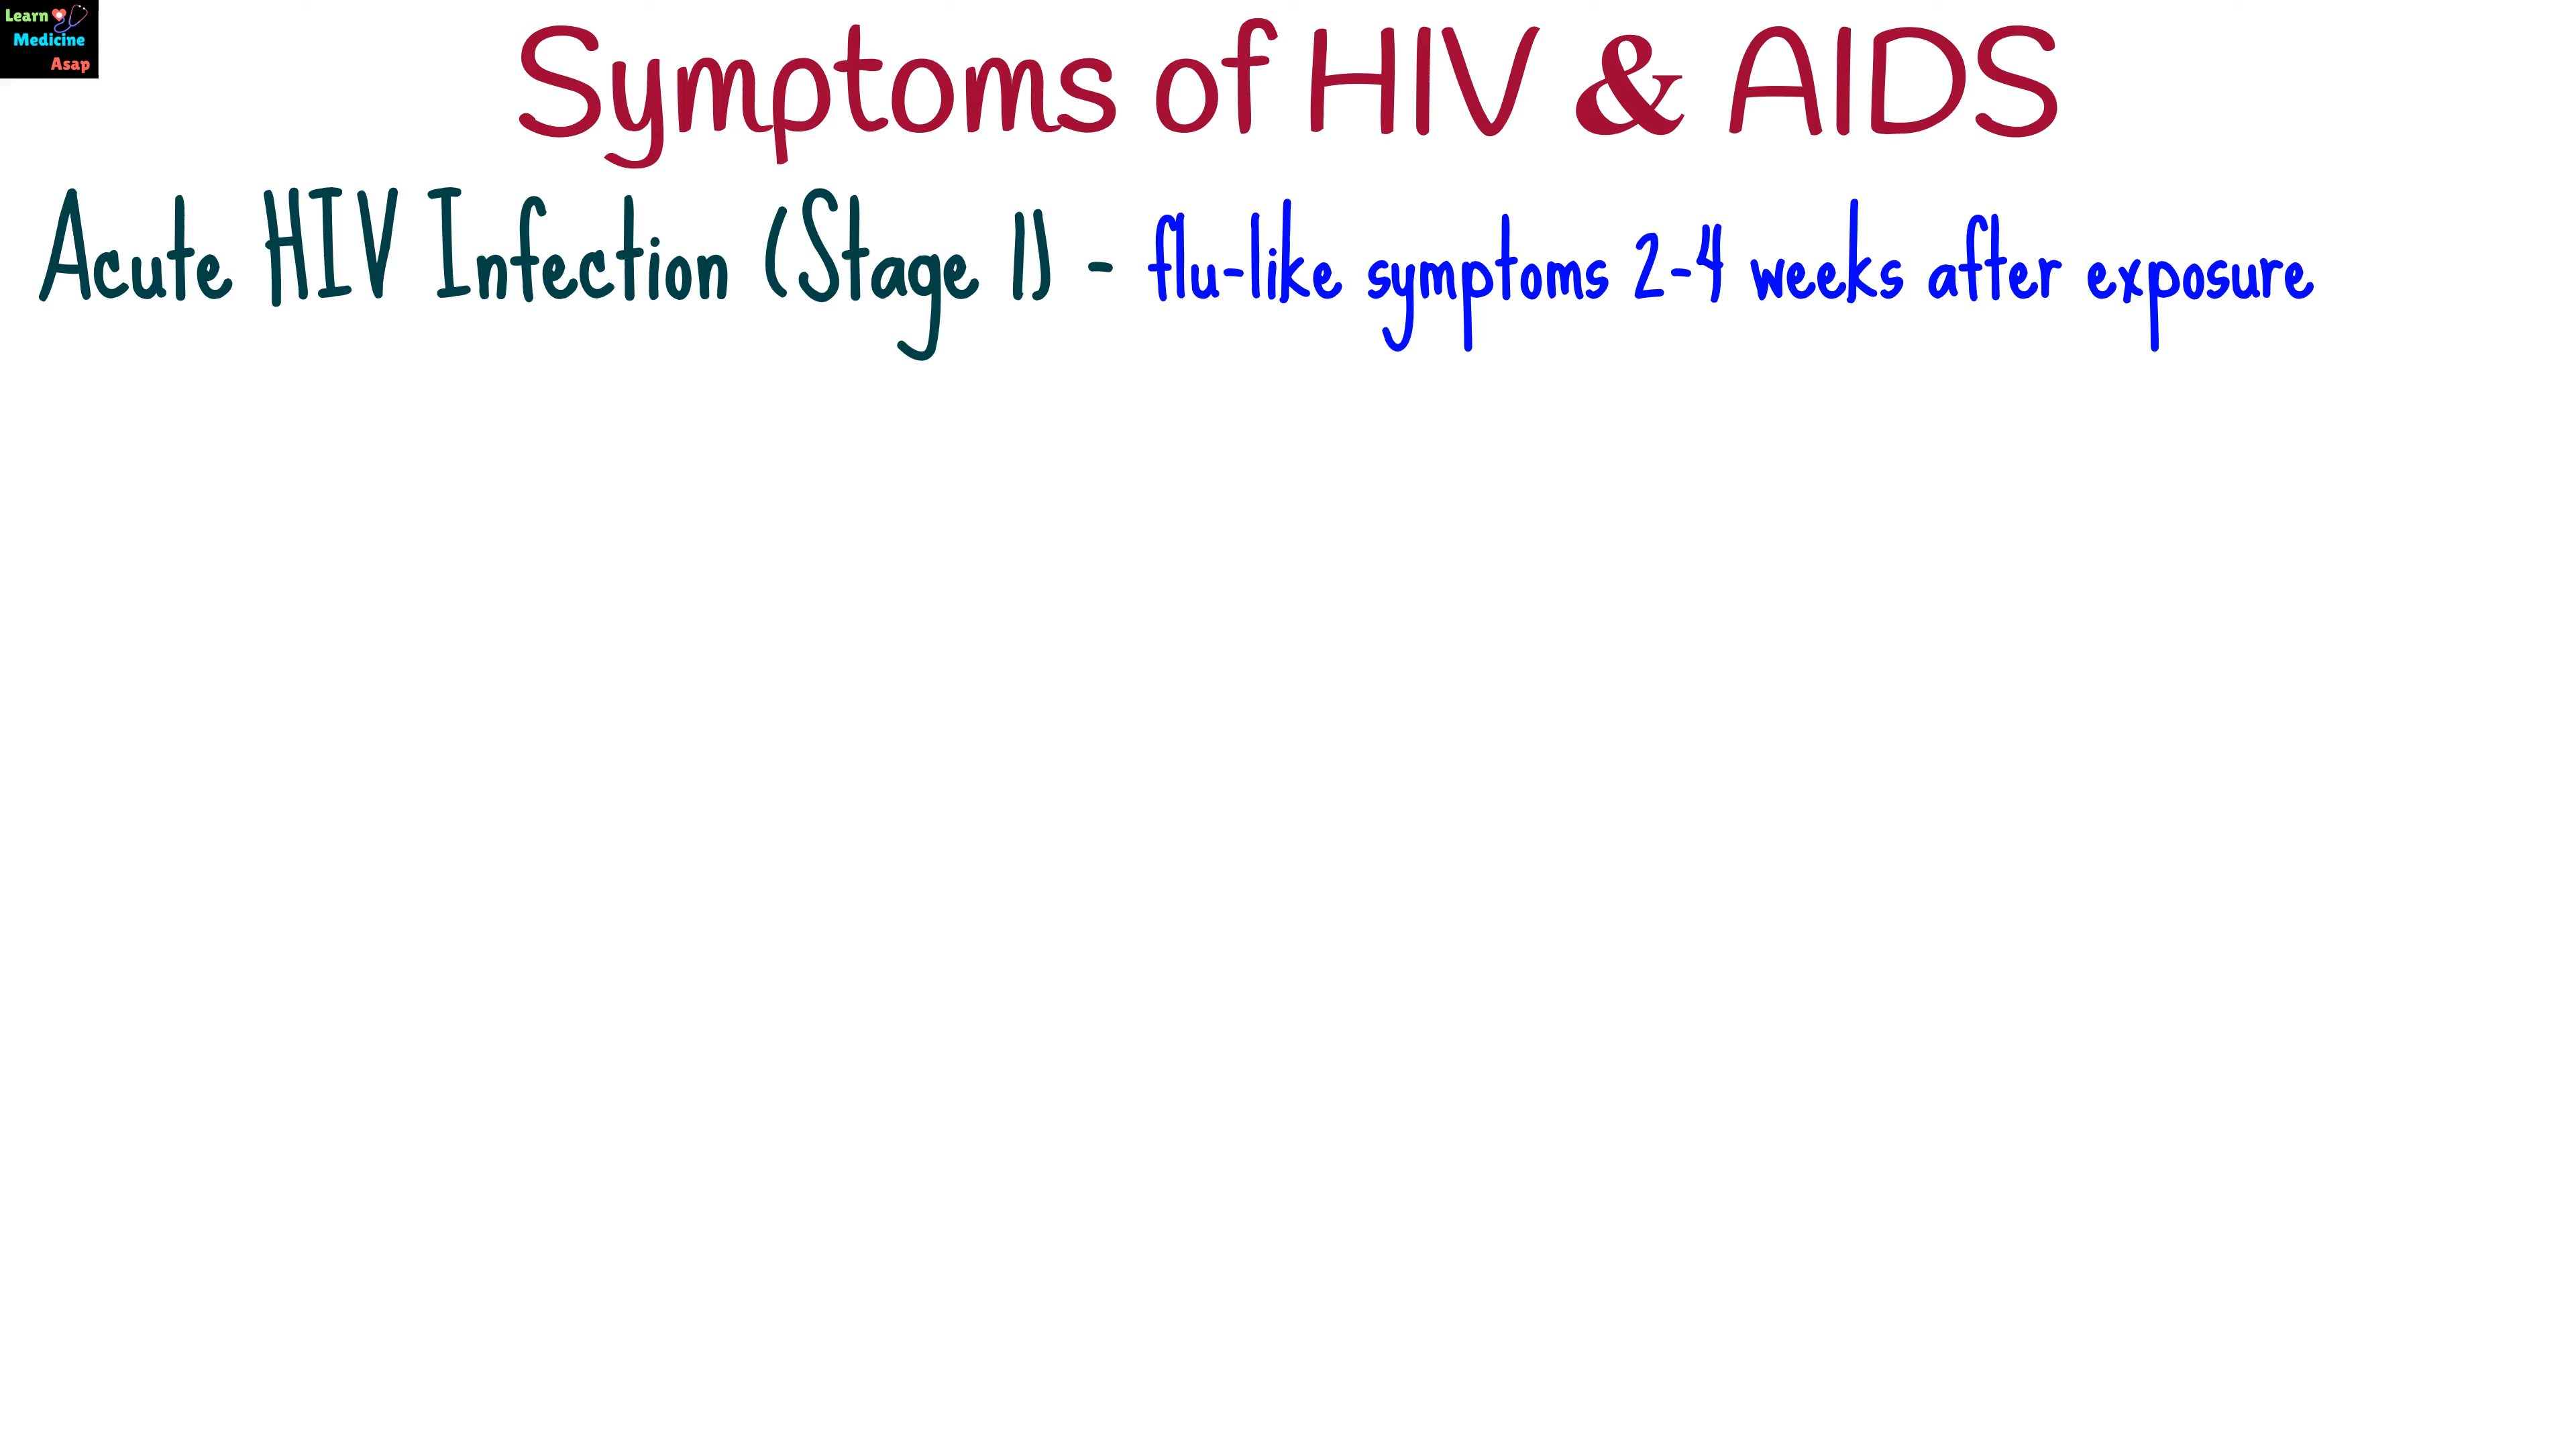 Learn
Medicine
Asap
Symptoms of HIV & AIDS
Acute HIV Infection (Stage 1) - flu-like symptoms 2-4 weeks after exposure